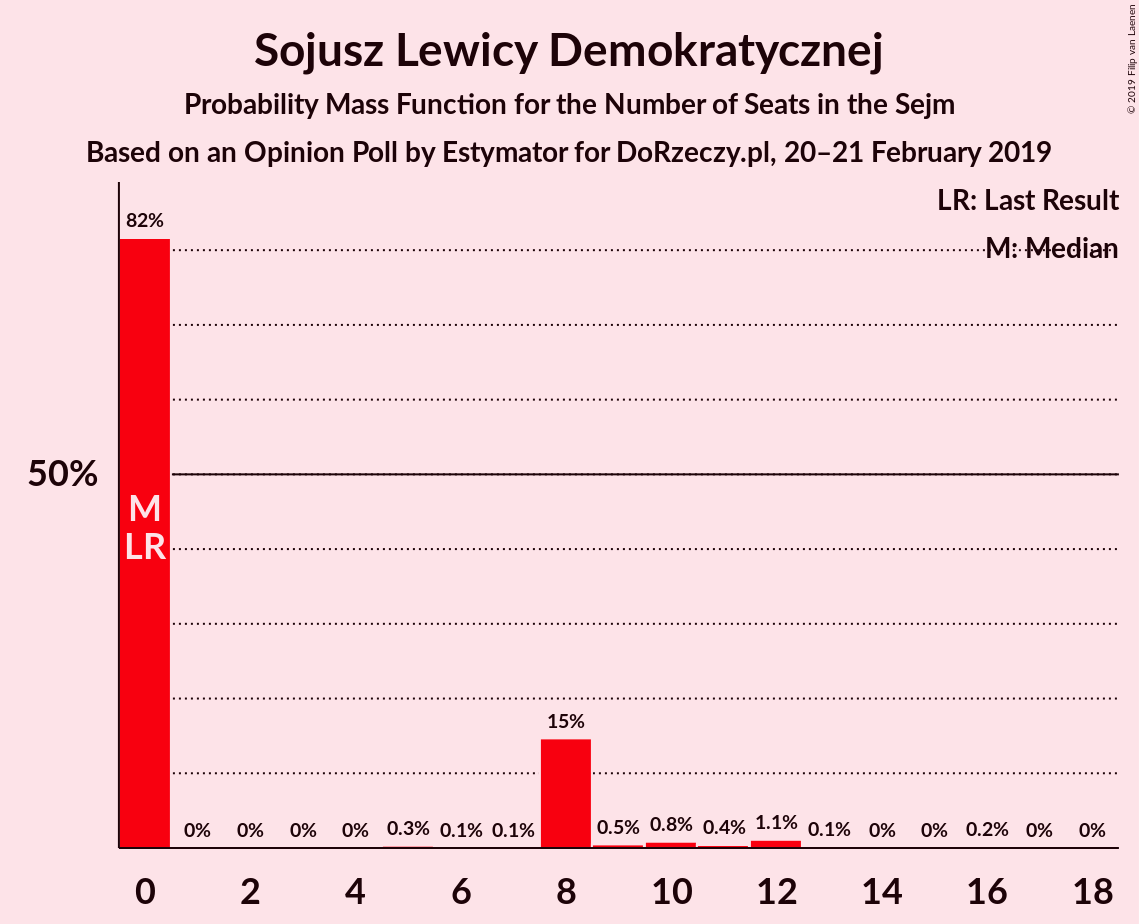 Sojusz Lewicy Demokratycznej
Probability Mass Function for the Number of Seats in the Sejm
Based on an Opinion Poll by Estymator for DoRzeczy.pl, 20–21 February 2019
© 2019 Filip van Laenen
LR: Last Result
M: Median
82%
50%
M
LR
15%
0% 0% 0% 0% 0.3% 0.1% 0.1% 0.5% 0.8% 0.4% 1.1% 0.1% 0% 0% 0.2% 0% 0%
0 2 4 6 8 10 12 14 16 18